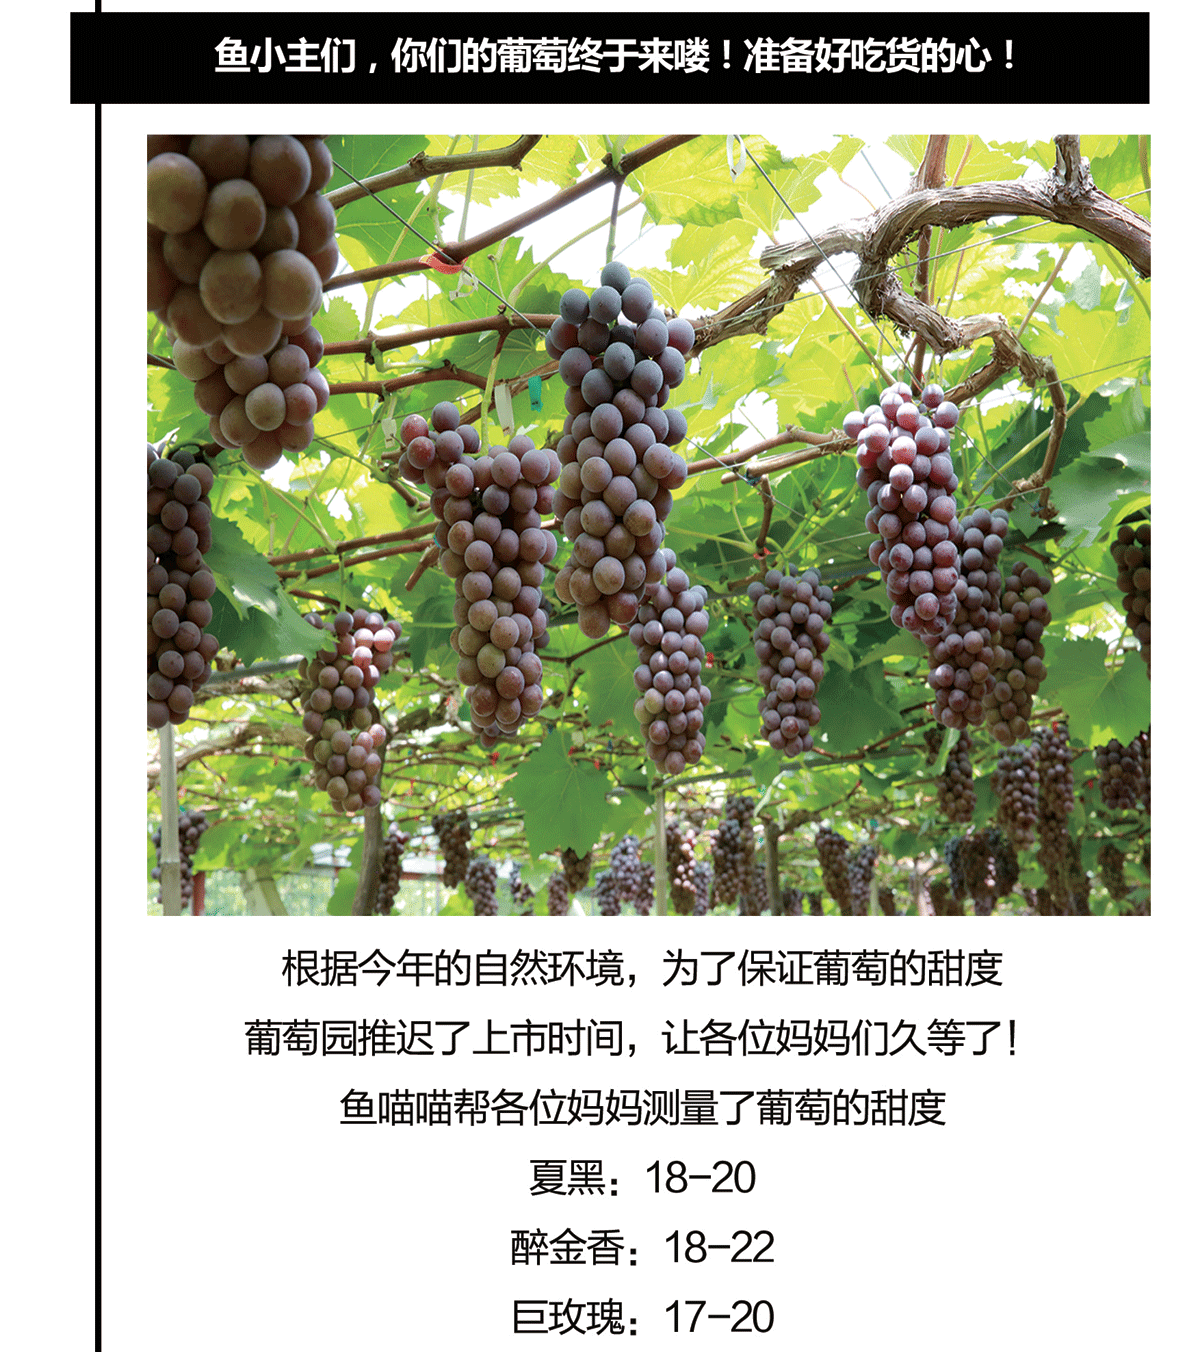 鱼小主们，你们的葡萄终于来喽！准备好吃货的心！
根据今年的自然环境，为了保证葡萄的甜度
葡萄园推迟了上市时间，让各位妈妈们久等了！
鱼喵喵帮各位妈妈测量了葡萄的甜度
夏黑：18-20
醉金香：18-22
巨玫瑰：17-20